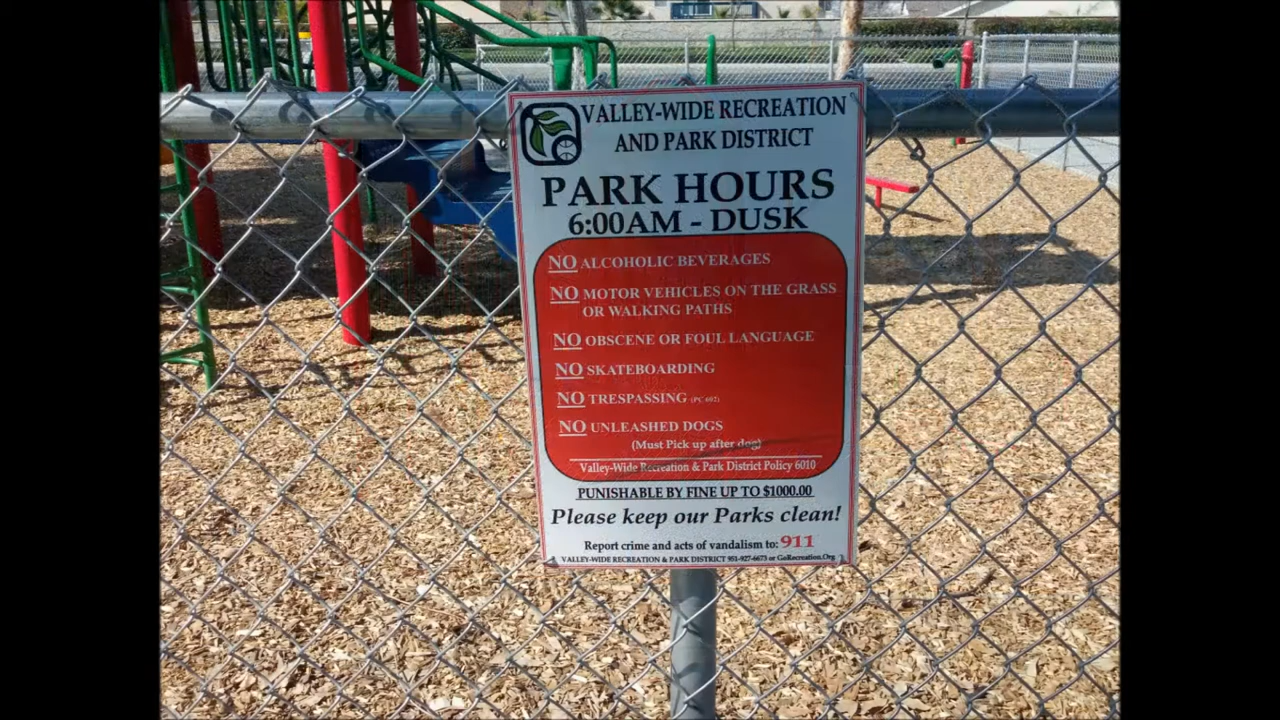 VALLEY-WIDE RECREATION
AND PARK DISTRICT
PARK HOURS
6:00AM - DUSK
NO ALCOHOLIC BEVERAGES
NO MOTOR VEHICLES ON THE GRASS
OR WALKING PATHS
NO OBSCENE OR FOUL LANGUAGE
NO SKATEBOARDING
NO TRESPASSING (PC 602)
NO UNLEASHED DOGS
(Must Pick up after dog)
Valley-Wide Recreation & Park District Policy 6010
PUNISHABLE BY FINE UP TO $1000.00
Please keep our Parks clean!
Report crime and acts of vandalism to: 911
VALLEY-WIDE RECREATION & PARK DISTRICT 951-927-6673 or GoRecreation.Org